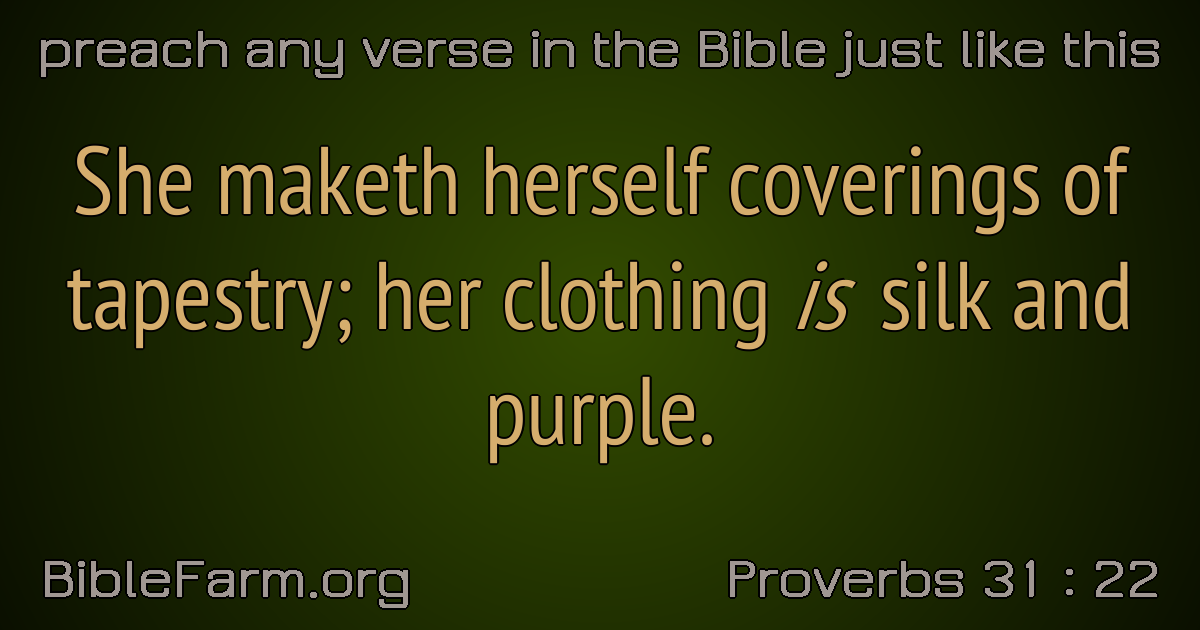 preach any verse in the Bible just like this
She maketh herself coverings of
tapestry; her clothing is silk and
purple.
BibleFarm.org
Proverbs 31 : 22